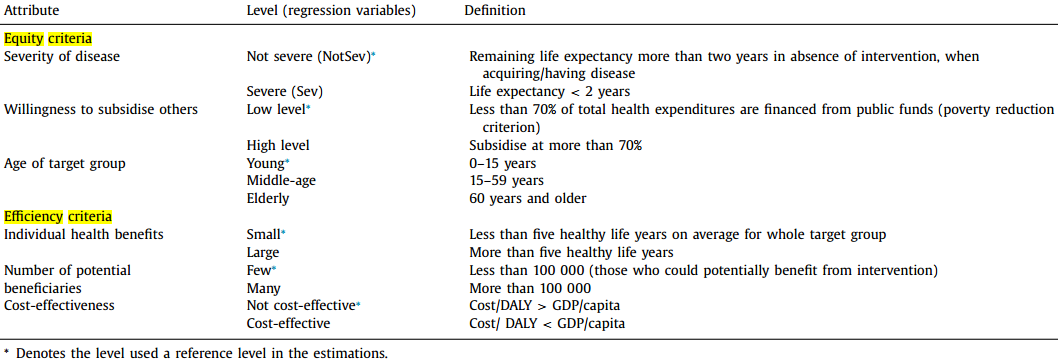 Attribute Level (regression variables) Definition
Equity criteria
Severity of disease Not severe (NotSev)* Remaining life expectancy more than two years in absence of intervention, when
acquiring/having disease
Severe (Sev) Life expectancy < 2 years
Willingness to subsidise others Low level* Less than 70% of total health expenditures are financed from public funds (poverty reduction
criterion)
High level Subsidise at more than 70%
Age of target group Young* 0–15 years
Middle-age 15–59 years
Elderly 60 years and older
Efficiency criteria
Individual health benefits Small* Less than five healthy life years on average for whole target group
Large More than five healthy life years
Number of potential Few* Less than 100 000 (those who could potentially benefit from intervention)
beneficiaries Many More than 100 000
Cost-effectiveness Not cost-effective* Cost/DALY > GDP/capita
Cost-effective Cost/ DALY < GDP/capita
* Denotes the level used a reference level in the estimations.